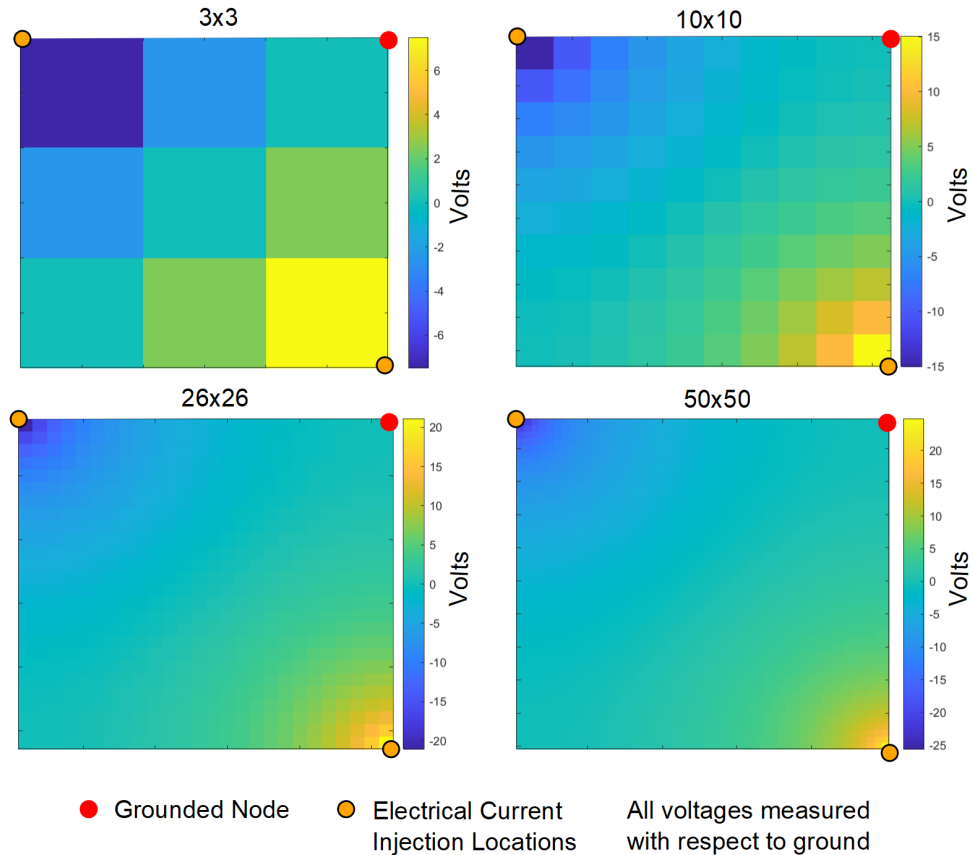 3x3
6
4
2
0
-2
-4
-6
Volts
10x10
15
10
5
0
-5
-10
-15
Volts
26x26
20
15
10
5
0
-5
-10
-15
-20
Volts
50x50
20
15
10
5
0
-5
-10
-15
-20
-25
Volts
Grounded Node
Electrical Current
Injection Locations
All voltages measured
with respect to ground